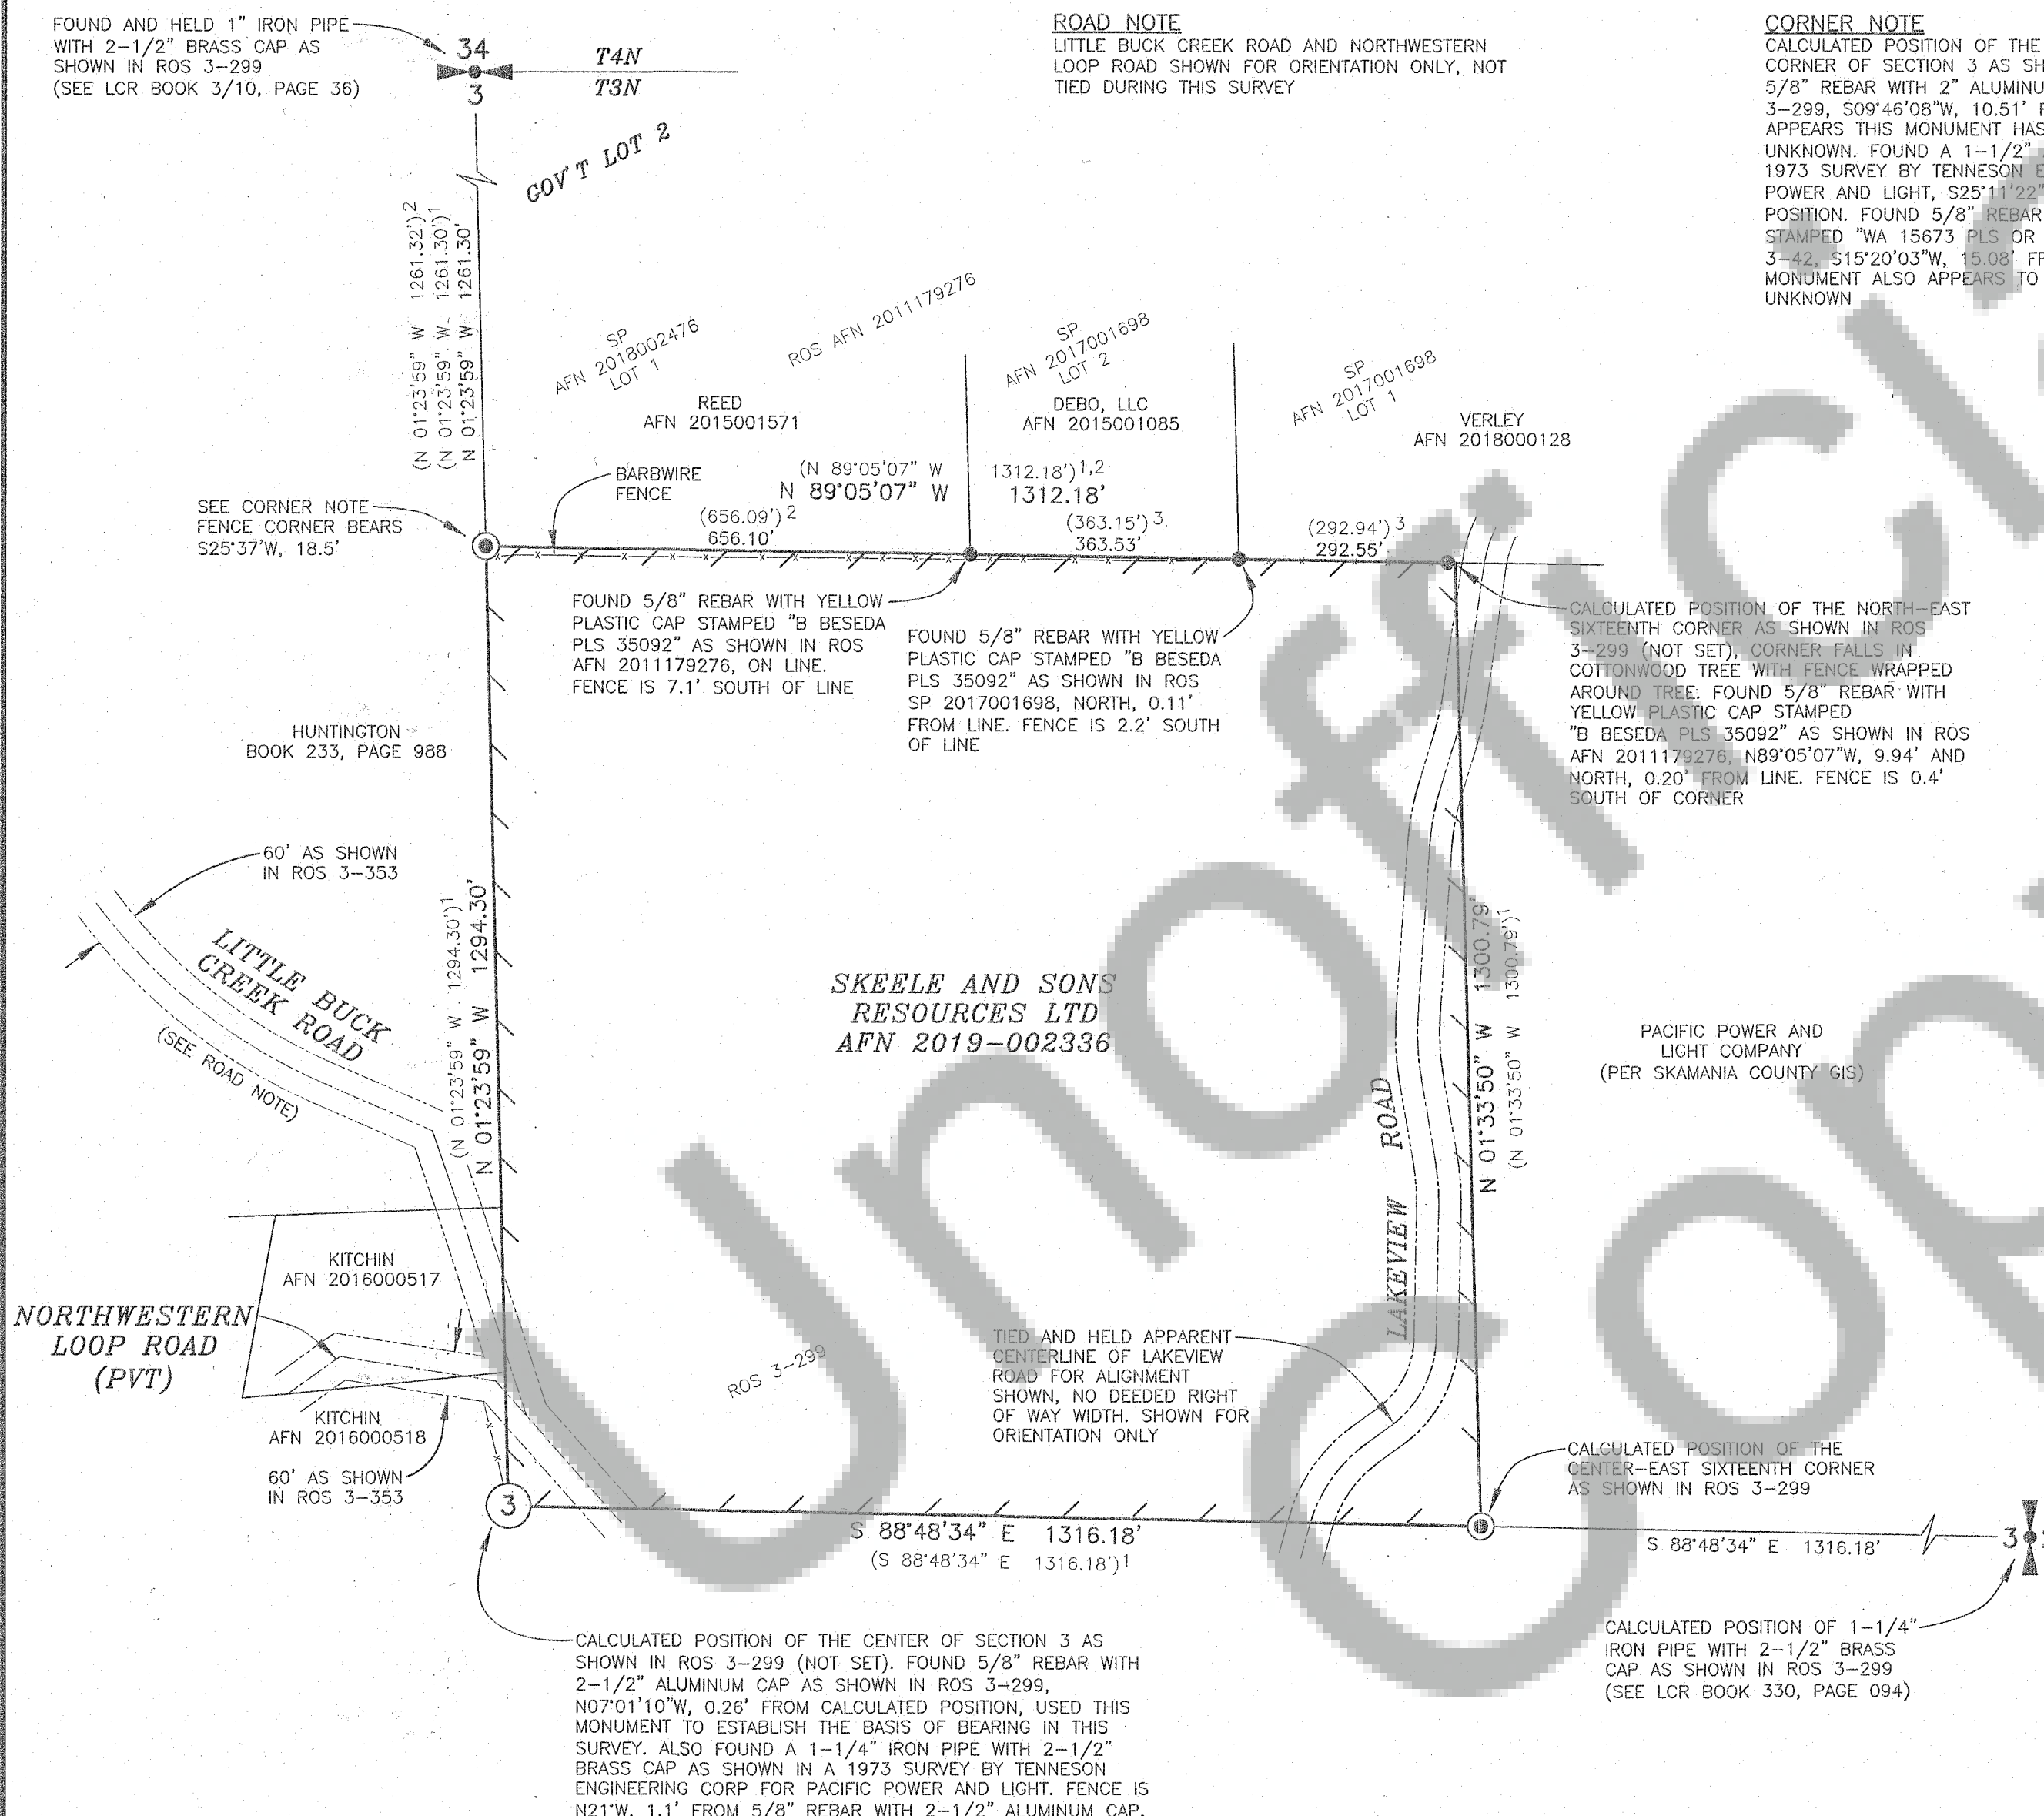 FOUND AND HELD 1" IRON PIPE
WITH 2-1/2" BRASS CAP AS
SHOWN IN ROS 3-299
(SEE LCR BOOK 3/10, PAGE 36)
34
3
T4N
T3N
GOV'T LOT 2
ROAD NOTE
LITTLE BUCK CREEK ROAD AND NORTHWESTERN
LOOP ROAD SHOWN FOR ORIENTATION ONLY, NOT
TIED DURING THIS SURVEY
CORNER NOTE
CALCULATED POSITION OF THE
CORNER OF SECTION 3 AS
5/8" REBAR WITH 2"
3-299, S09°46'08"W, 10.51'
APPEARS THIS MONUMENT HAS
UNKNOWN. FOUND A 1-1/2"
1973 SURVEY BY TENNESON
POWER AND LIGHT, S25°11'22"
POSITION. FOUND 5/8" REBAR
STAMPED "WA 15673 PLS OR
3-42, S15°20'03"W, 15.08'
MONUMENT ALSO APPEARS TO
UNKNOWN
(N 01°23'59" W 1261.32')2
(N 01°23'59" W 1261.30')1
N 01°23'59" W 1261.30'
SP
AFN 2018002476
LOT 1
ROS AFN 2011179276
SP
AFN 2017001698
LOT 2
SP
AFN 2017001698
LOT 1
REED
AFN 2015001571
DEBO, LLC
AFN 2015001085
VERLEY
AFN 2018000128
BARBWIRE
FENCE
(N 89°05'07" W 1312.18')1,2
N 89°05'07" W 1312.18'
(656.09')2
656.10'
(363.15')3
363.53'
(292.94')3
292.55'
SEE CORNER NOTE
FENCE CORNER BEARS
S25°37'W, 18.5'
FOUND 5/8" REBAR WITH YELLOW
PLASTIC CAP STAMPED "B BESEDA
PLS 35092" AS SHOWN IN ROS
AFN 2011179276, ON LINE.
FENCE IS 7.1' SOUTH OF LINE
FOUND 5/8" REBAR WITH YELLOW
PLASTIC CAP STAMPED "B BESEDA
PLS 35092" AS SHOWN IN ROS
SP 2017001698, NORTH, 0.11'
FROM LINE. FENCE IS 2.2' SOUTH
OF LINE
CALCULATED POSITION OF THE NORTH-EAST
SIXTEENTH CORNER AS SHOWN IN ROS
3-299 (NOT SET), CORNER FALLS IN
COTTONWOOD TREE WITH FENCE WRAPPED
AROUND TREE. FOUND 5/8" REBAR WITH
YELLOW PLASTIC CAP STAMPED
"B BESEDA PLS 35092" AS SHOWN IN ROS
AFN 2011179276, N89°05'07"W, 9.94' AND
NORTH, 0.20' FROM LINE. FENCE IS 0.4'
SOUTH OF CORNER
HUNTINGTON
BOOK 233, PAGE 988
60' AS SHOWN
IN ROS 3-353
LITTLE BUCK
CREEK ROAD
(SEE ROAD NOTE)
(N 01°23'59" W 1294.30')1
N 01°23'59" W 1294.30'
SKEELE AND SONS
RESOURCES LTD
AFN 2019-002336
LAKEVIEW ROAD
N 01°33'50" W 1300.79'
(N 01°33'50" W 1300.79')1
PACIFIC POWER AND
LIGHT COMPANY
(PER SKAMANIA COUNTY GIS)
KITCHIN
AFN 2016000517
NORTHWESTERN
LOOP ROAD
(PVT)
KITCHIN
AFN 2016000518
60' AS SHOWN
IN ROS 3-353
ROS 3-299
TIED AND HELD APPARENT
CENTERLINE OF LAKEVIEW
ROAD FOR ALIGNMENT
SHOWN, NO DEEDED RIGHT
OF WAY WIDTH. SHOWN FOR
ORIENTATION ONLY
CALCULATED POSITION OF THE
CENTER-EAST SIXTEENTH CORNER
AS SHOWN IN ROS 3-299
3
S 88°48'34" E 1316.18'
(S 88°48'34" E 1316.18')1
S 88°48'34" E 1316.18'
3
CALCULATED POSITION OF 1-1/4"
IRON PIPE WITH 2-1/2" BRASS
CAP AS SHOWN IN ROS 3-299
(SEE LCR BOOK 330, PAGE 094)
CALCULATED POSITION OF THE CENTER OF SECTION 3 AS
SHOWN IN ROS 3-299 (NOT SET). FOUND 5/8" REBAR WITH
2-1/2" ALUMINUM CAP AS SHOWN IN ROS 3-299,
N07°01'10"W, 0.26' FROM CALCULATED POSITION, USED THIS
MONUMENT TO ESTABLISH THE BASIS OF BEARING IN THIS
SURVEY. ALSO FOUND A 1-1/4" IRON PIPE WITH 2-1/2"
BRASS CAP AS SHOWN IN A 1973 SURVEY BY TENNESON
ENGINEERING CORP FOR PACIFIC POWER AND LIGHT. FENCE IS
N21°W, 1.1' FROM 5/8" REBAR WITH 2-1/2" ALUMINUM CAP.